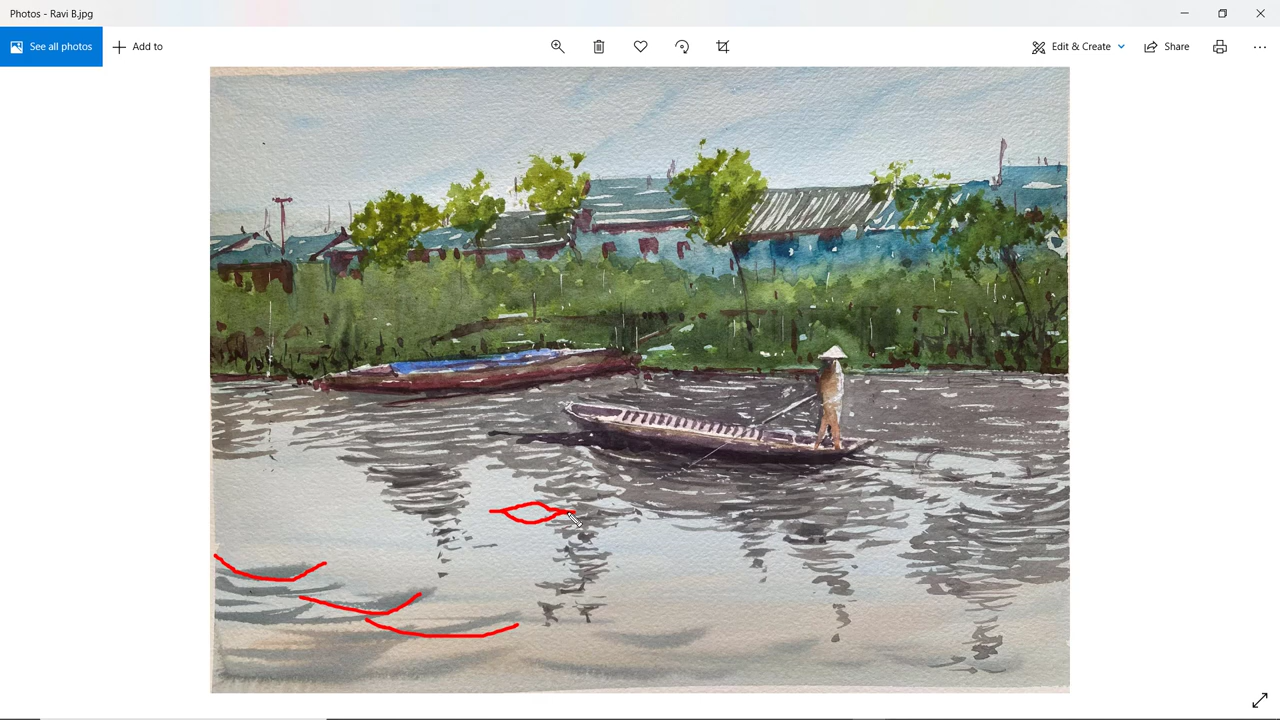 Photos - Ravi B.jpg
See all photos
Add to
Edit & Create
Share